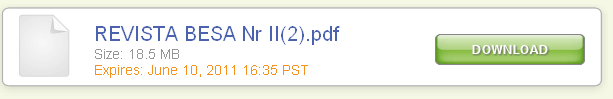 REVISTA BESA Nr II(2).pdf
Size: 18.5 MB
Expires: June 10, 2011 16:35 PST
DOWNLOAD